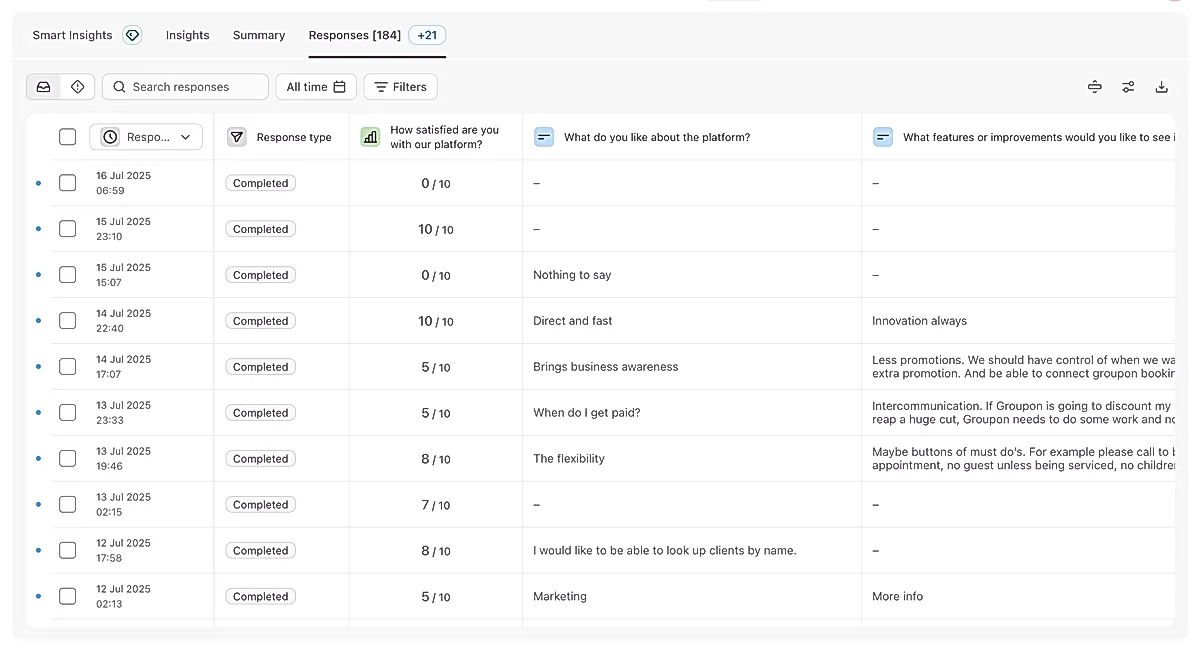 Smart Insights
Insights
Summary
Responses [184]
+21
Search responses
All time
Filters
Respo...
Response type
How satisfied are you
with our platform?
What do you like about the platform?
What features or improvements would you like to see i
16 Jul 2025
06:59
Completed
0 / 10
–
–
15 Jul 2025
23:10
Completed
10 / 10
–
–
15 Jul 2025
15:07
Completed
0 / 10
Nothing to say
–
14 Jul 2025
22:40
Completed
10 / 10
Direct and fast
Innovation always
14 Jul 2025
17:07
Completed
5 / 10
Brings business awareness
Less promotions. We should have control of when we wa
extra promotion. And be able to connect groupon bookin
13 Jul 2025
23:33
Completed
5 / 10
When do I get paid?
Intercommunication. If Groupon is going to discount my
reap a huge cut, Groupon needs to do some work and no
13 Jul 2025
19:46
Completed
8 / 10
The flexibility
Maybe buttons of must do's. For example please call to
appointment, no guest unless being serviced, no childre
13 Jul 2025
02:15
Completed
7 / 10
–
–
12 Jul 2025
17:58
Completed
8 / 10
I would like to be able to look up clients by name.
–
12 Jul 2025
02:13
Completed
5 / 10
Marketing
More info